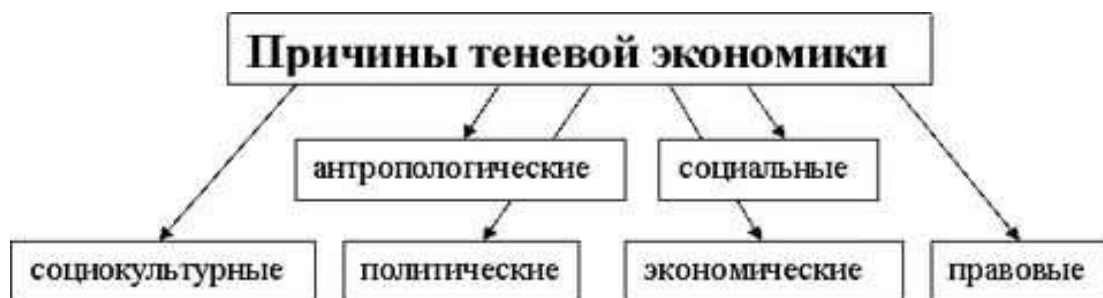 Причины теневой экономики
антропологические
социальные
социокультурные
политические
экономические
правовые